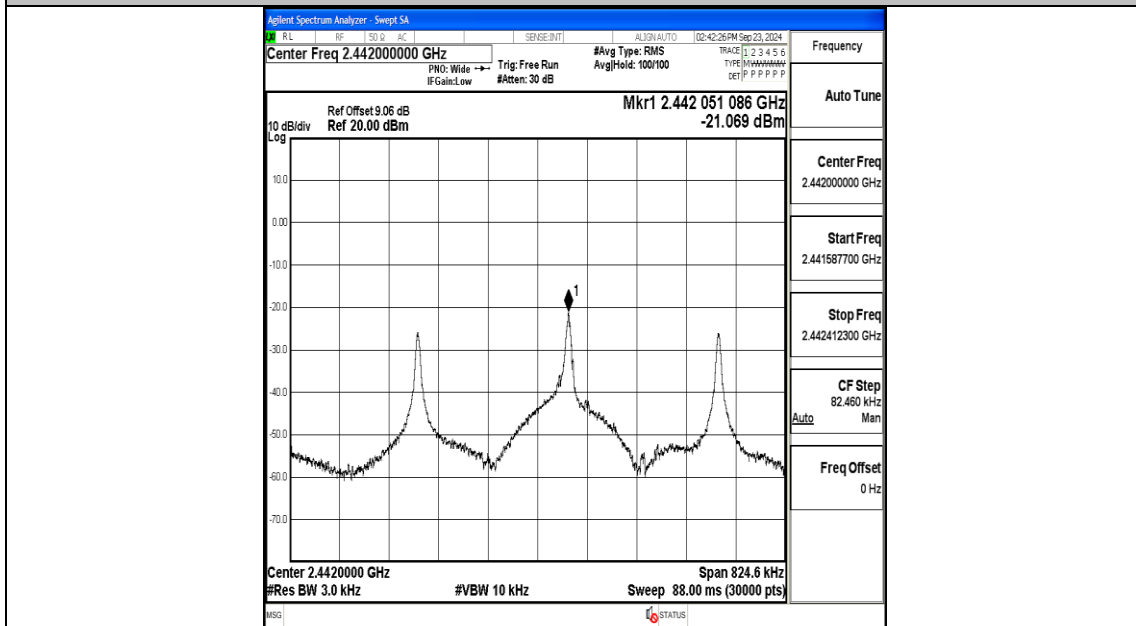 Agilent Spectrum Analyzer - Swept SA
RL RF 50 Ω AC SENSE:INT ALIGN AUTO 02:42:26 PM Sep 23, 2024
Center Freq 2.442000000 GHz
PNO: Wide
IFGain:Low
Trig: Free Run
#Atten: 30 dB
#Avg Type: RMS
Avg|Hold: 100/100
TRACE 1 2 3 4 5 6
TYPE M
DET P P P P P P
Ref Offset 9.06 dB
10 dB/div Ref 20.00 dBm
Log
Mkr1 2.442 051 086 GHz
-21.069 dBm
1
10.0
0.00
-10.0
-20.0
-30.0
-40.0
-50.0
-60.0
-70.0
Center 2.4420000 GHz Span 824.6 kHz
#Res BW 3.0 kHz #VBW 10 kHz Sweep 88.00 ms (30000 pts)
MSG STATUS
Frequency
Auto Tune
Center Freq
2.442000000 GHz
Start Freq
2.441587700 GHz
Stop Freq
2.442412300 GHz
CF Step
82.460 kHz
Auto Man
Freq Offset
0 Hz